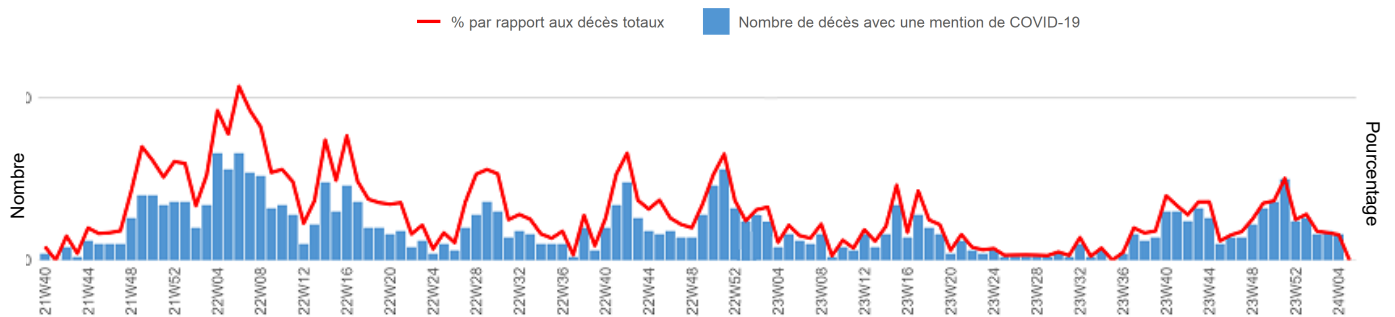 % par rapport aux décès totaux
Nombre de décès avec une mention de COVID-19
Nombre
Pourcentage
0
21W40
21W44
21W48
21W52
22W04
22W08
22W12
22W16
22W20
22W24
22W28
22W32
22W36
22W40
22W44
22W48
22W52
23W04
23W08
23W12
23W16
23W20
23W24
23W28
23W32
23W36
23W40
23W44
23W48
23W52
24W04